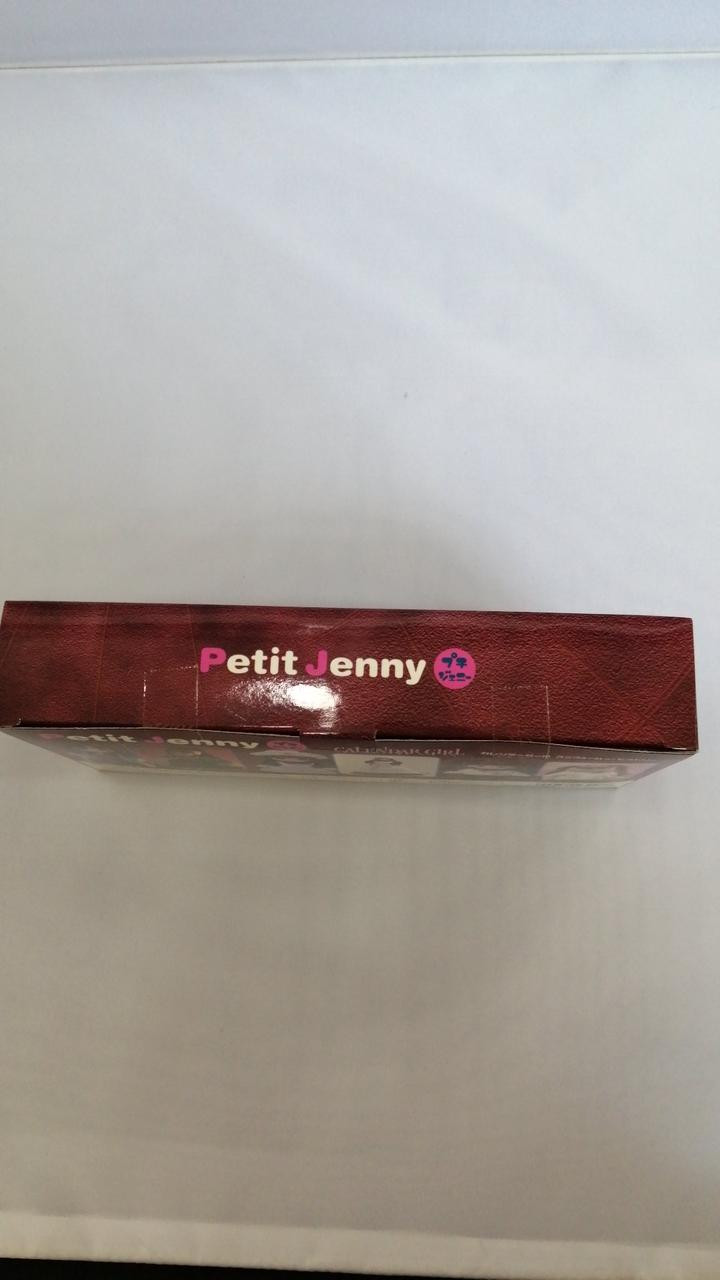 Petit Jenny プチ
ジェニー
Petit Jenny
CALENDAR GIRL